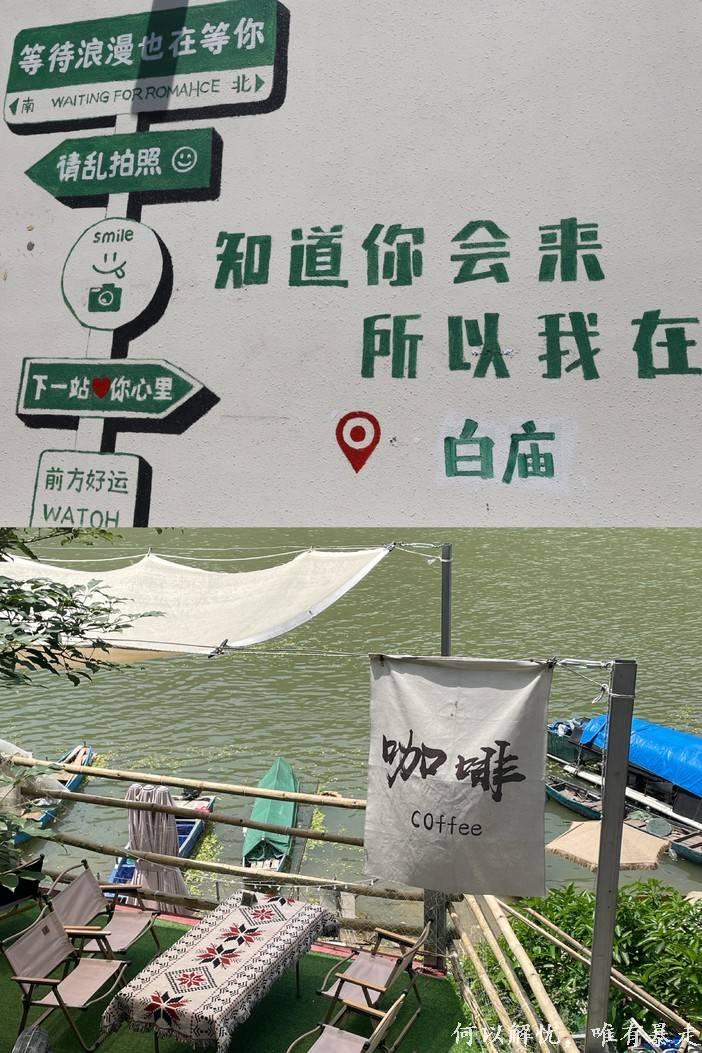 等待浪漫也在等你
南 WAITING FOR ROMAHCE 北
请乱拍照
smile
下一站❤你心里
前方好运
WATOH
知道你会来
所以我在
白庙
咖啡
COffee
何以解忧，唯有暴走